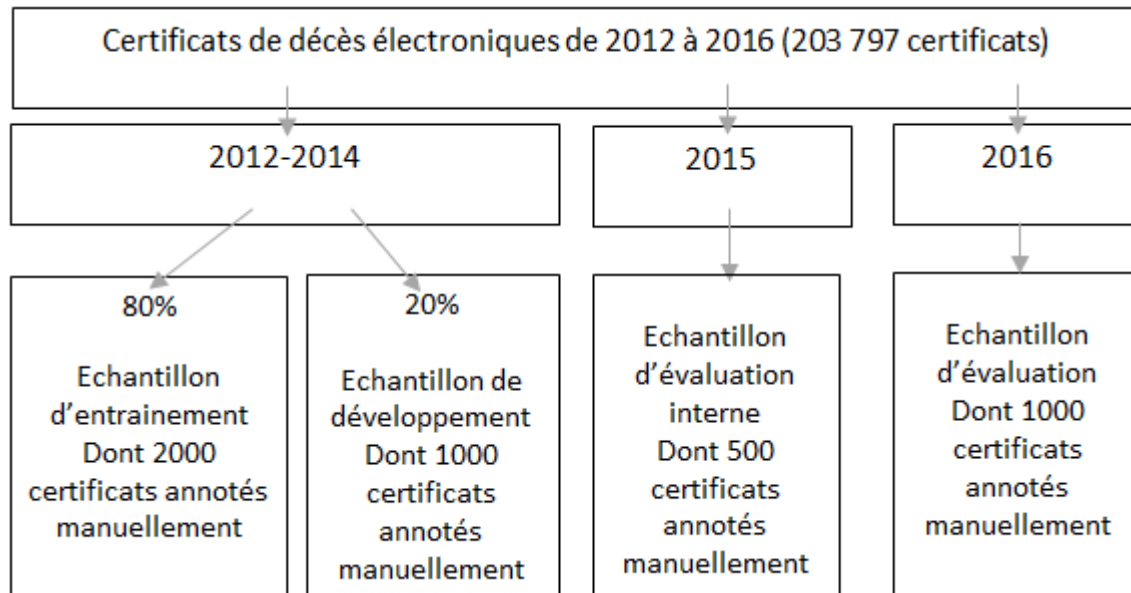 Certificats de décès électroniques de 2012 à 2016 (203 797 certificats)
2012-2014
2015
2016
80%
Echantillon
d’entrainement
Dont 2000
certificats annotés
manuellement
20%
Echantillon de
développement
Dont 1000
certificats
annotés
manuellement
Echantillon
d’évaluation
interne
Dont 500
certificats
annotés
manuellement
Echantillon
d’évaluation
Dont 1000
certificats
annotés
manuellement